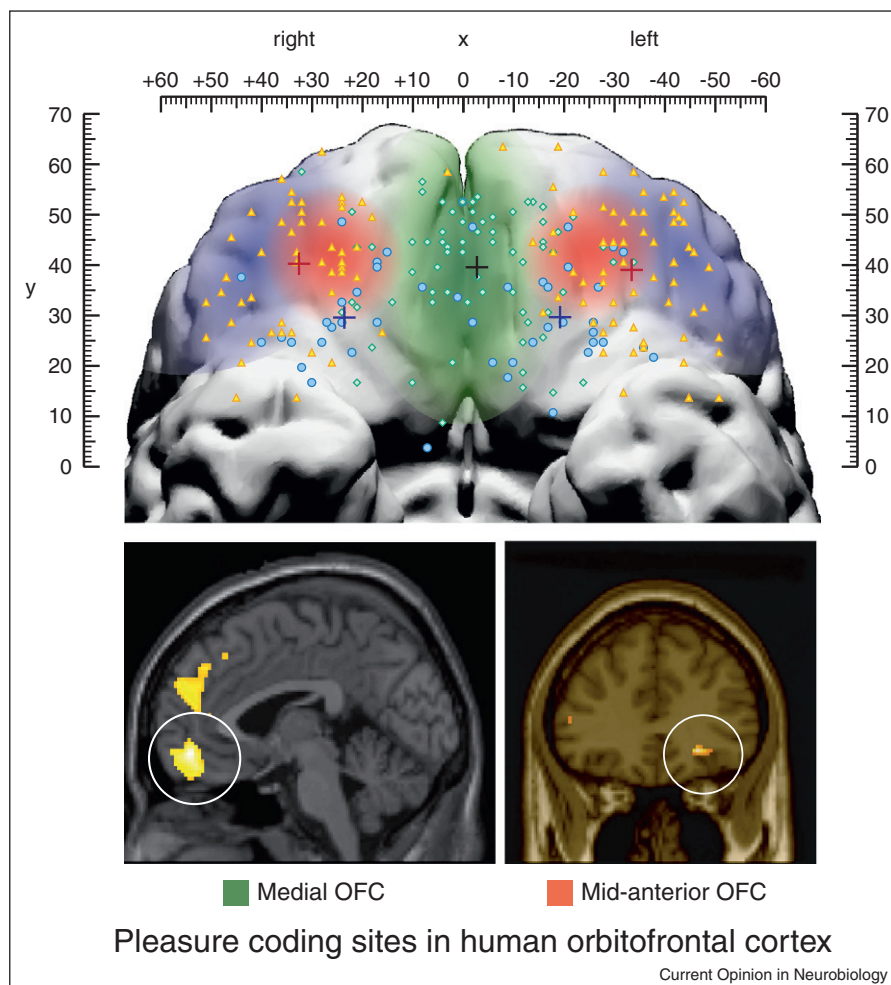 right x left
+60 +50 +40 +30 +20 +10 0 -10 -20 -30 -40 -50 -60
70 70
60 60
50 50
40 40
y y
30 30
20 20
10 10
0 0
Medial OFC Mid-anterior OFC
Pleasure coding sites in human orbitofrontal cortex
Current Opinion in Neurobiology